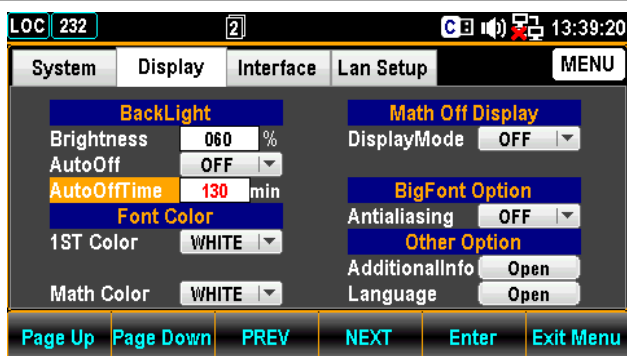 LOC 232 2 C 13:39:20
System Display Interface Lan Setup MENU
BackLight
Brightness 060 %
AutoOff OFF
AutoOffTime 130 min
Font Color
1ST Color WHITE
Math Color WHITE
Math Off Display
DisplayMode OFF
BigFont Option
Antialiasing OFF
Other Option
AdditionalInfo Open
Language Open
Page Up Page Down PREV NEXT Enter Exit Menu